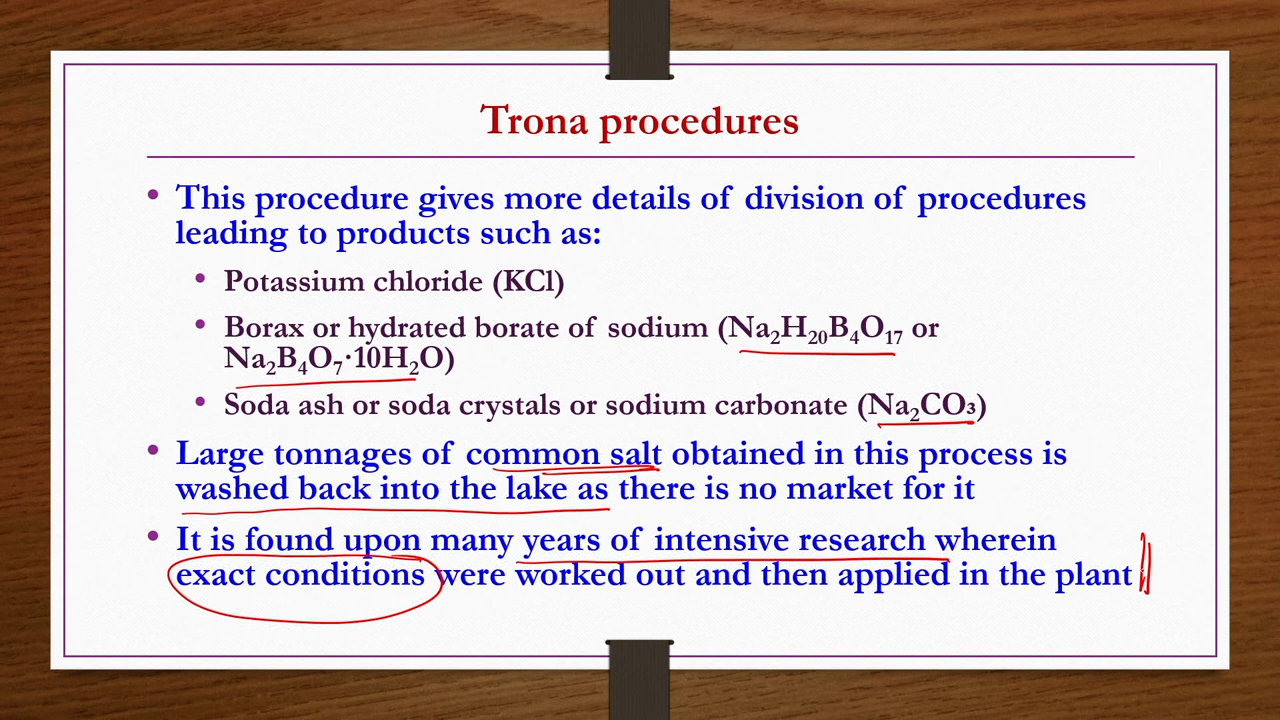 Trona procedures
• This procedure gives more details of division of procedures
leading to products such as:
• Potassium chloride (KCl)
• Borax or hydrated borate of sodium (Na₂H₂₀B₄O₁₇ or
Na₂B₄O₇·10H₂O)
• Soda ash or soda crystals or sodium carbonate (Na₂CO₃)
• Large tonnages of common salt obtained in this process is
washed back into the lake as there is no market for it
• It is found upon many years of intensive research wherein
exact conditions were worked out and then applied in the plant